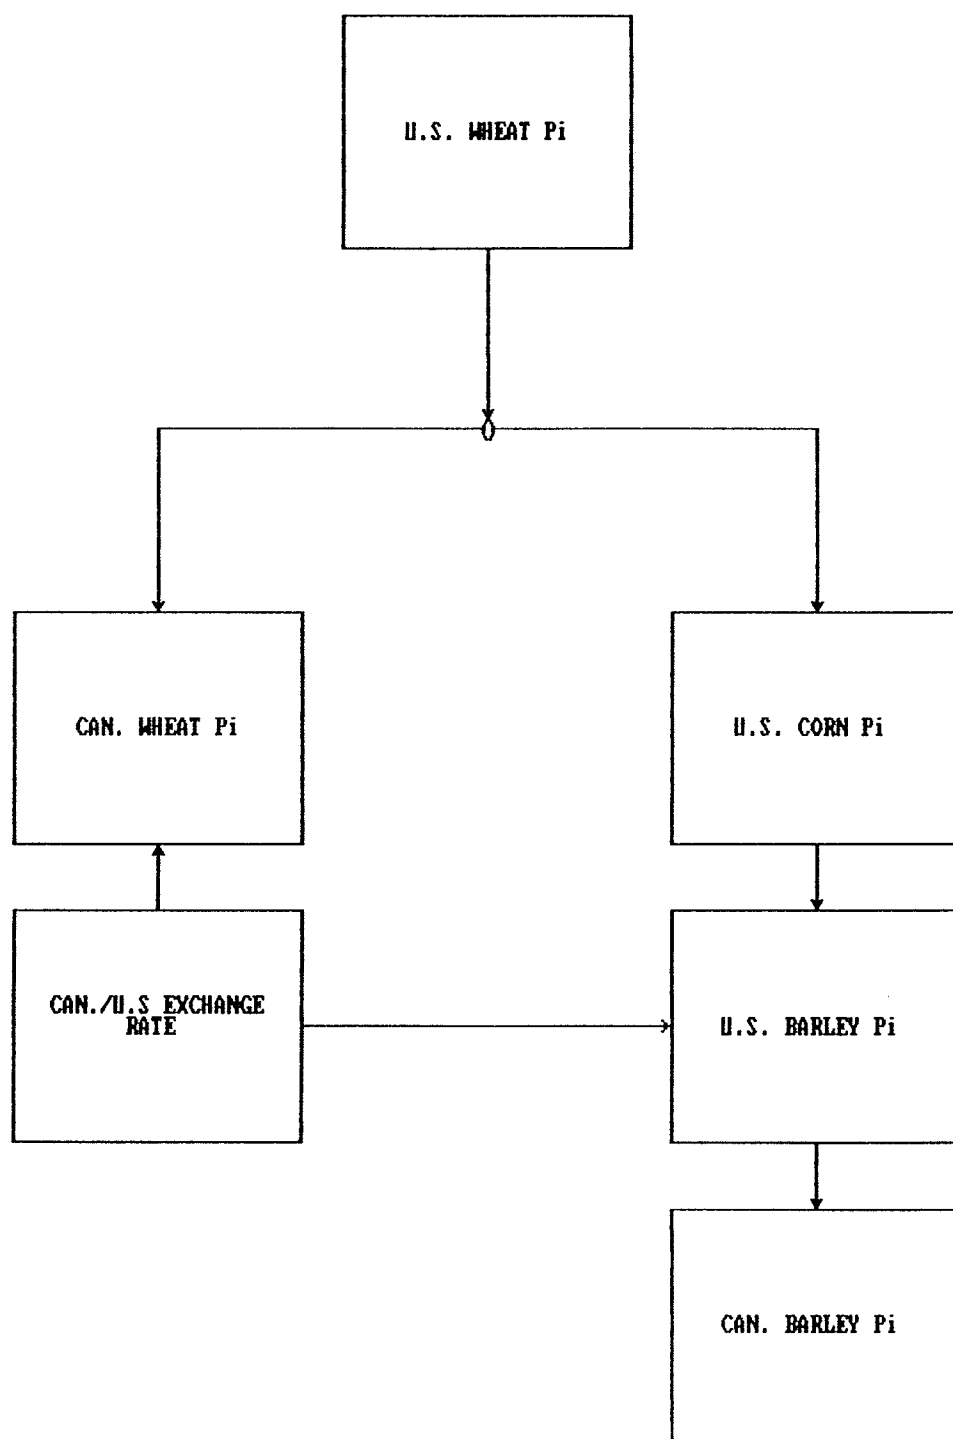 U.S. WHEAT Pi
CAN. WHEAT Pi
U.S. CORN Pi
CAN./U.S EXCHANGE
RATE
U.S. BARLEY Pi
CAN. BARLEY Pi